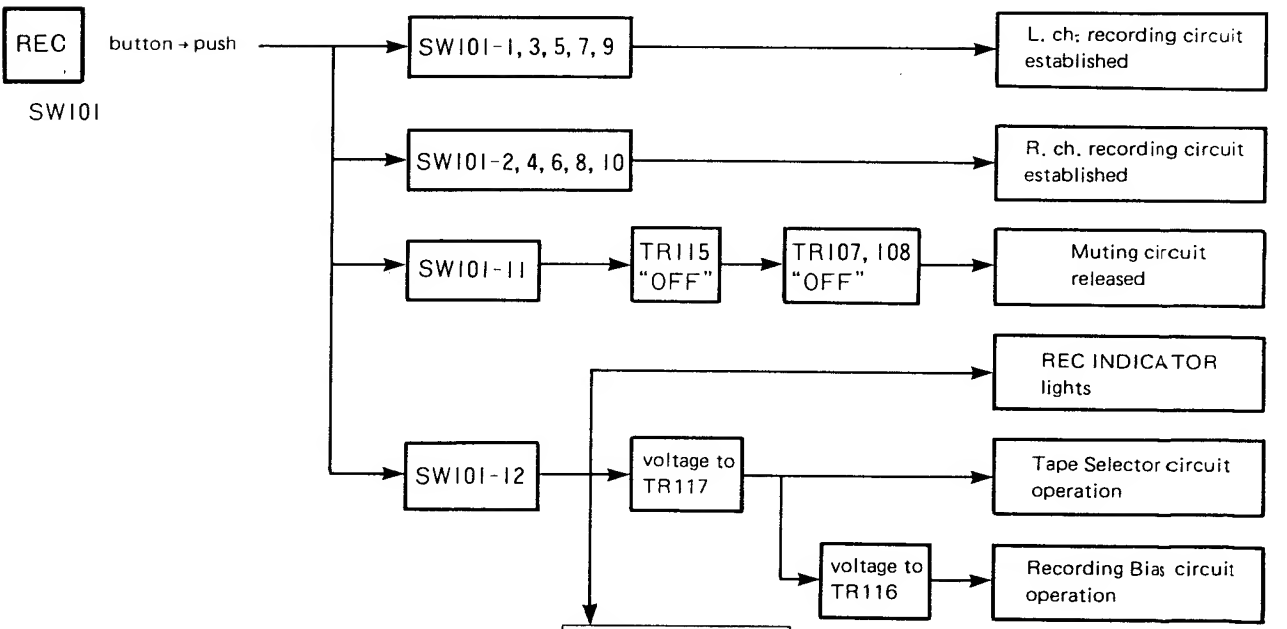 REC button → push
SW101
SW101-1, 3, 5, 7, 9
L. ch. recording circuit
established
SW101-2, 4, 6, 8, 10
R. ch. recording circuit
established
SW101-11
TR115
“OFF”
TR107, 108
“OFF”
Muting circuit
released
REC INDICATOR
lights
SW101-12
voltage to
TR117
Tape Selector circuit
operation
voltage to
TR116
Recording Bias circuit
operation